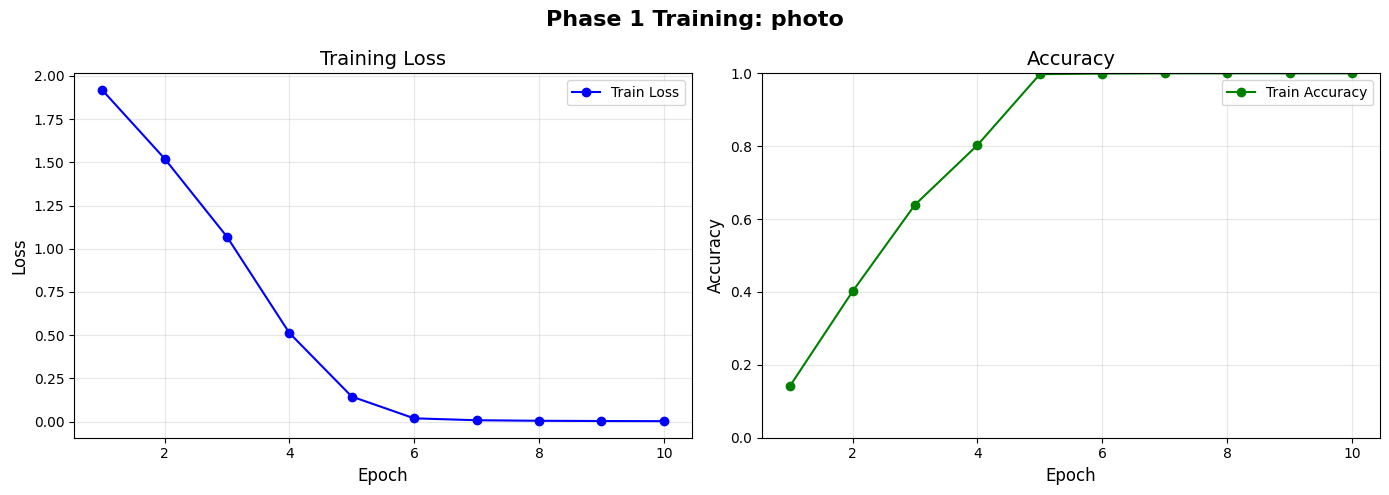 Phase 1 Training: photo
Training Loss
Train Loss
Loss
2.00
1.75
1.50
1.25
1.00
0.75
0.50
0.25
0.00
2 4 6 8 10
Epoch
Accuracy
Train Accuracy
Accuracy
1.0
0.8
0.6
0.4
0.2
0.0
2 4 6 8 10
Epoch